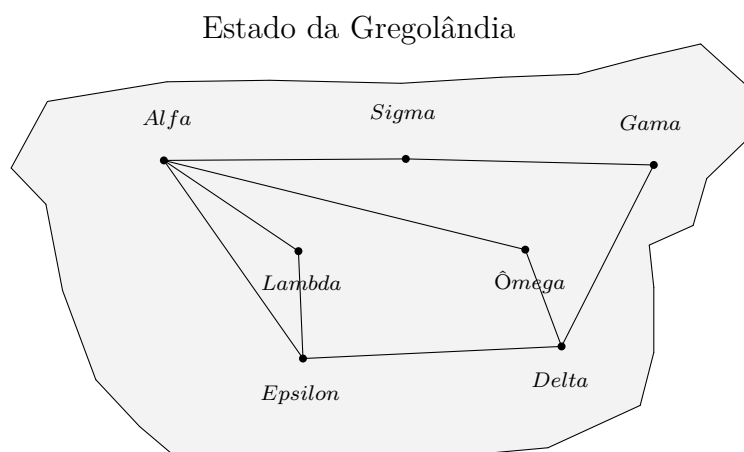 Estado da Gregolândia
Alfa
Sigma
Gama
Lambda
Ômega
Epsilon
Delta